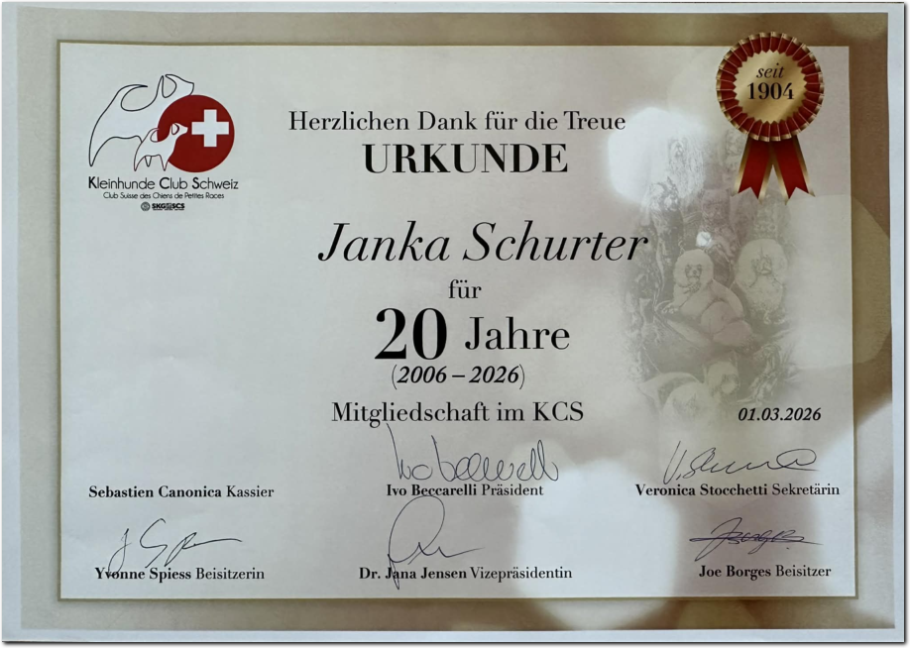 seit
1904
Kleinhunde Club Schweiz
Club Suisse des Chiens de Petites Races
SKG SCS
Herzlichen Dank für die Treue
URKUNDE
Janka Schurter
für
20 Jahre
(2006 – 2026)
Mitgliedschaft im KCS
01.03.2026
Sebastien Canonica Kassier
Ivo Beccarelli Präsident
Veronica Stocchetti Sekretärin
Yvonne Spiess Beisitzerin
Dr. Jana Jensen Vizepräsidentin
Joe Borges Beisitzer